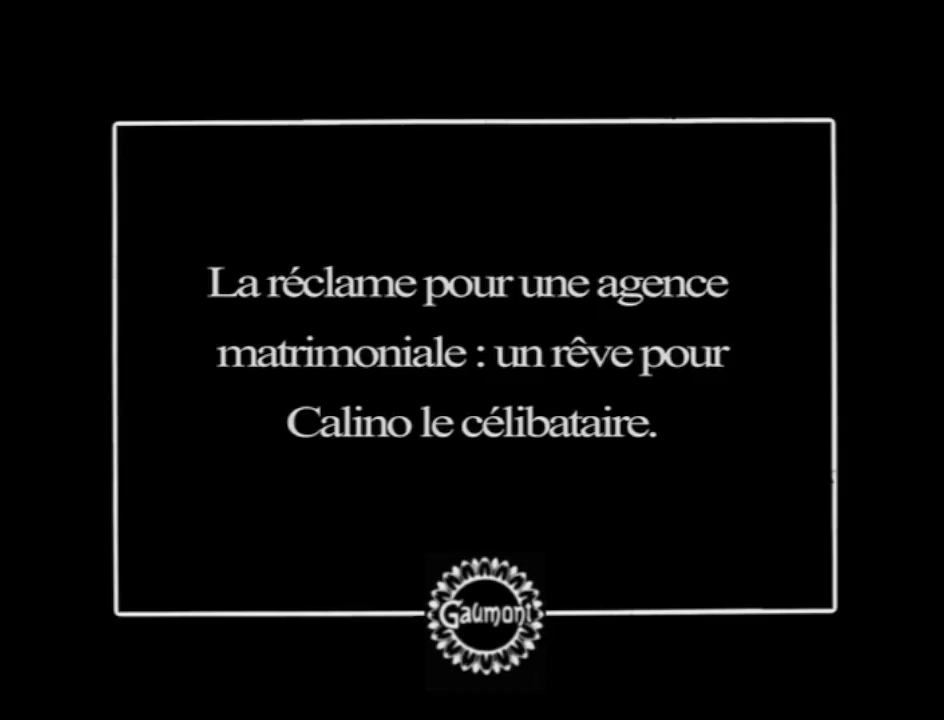 La réclame pour une agence
matrimoniale : un rêve pour
Calino le célibataire.
Gaumont